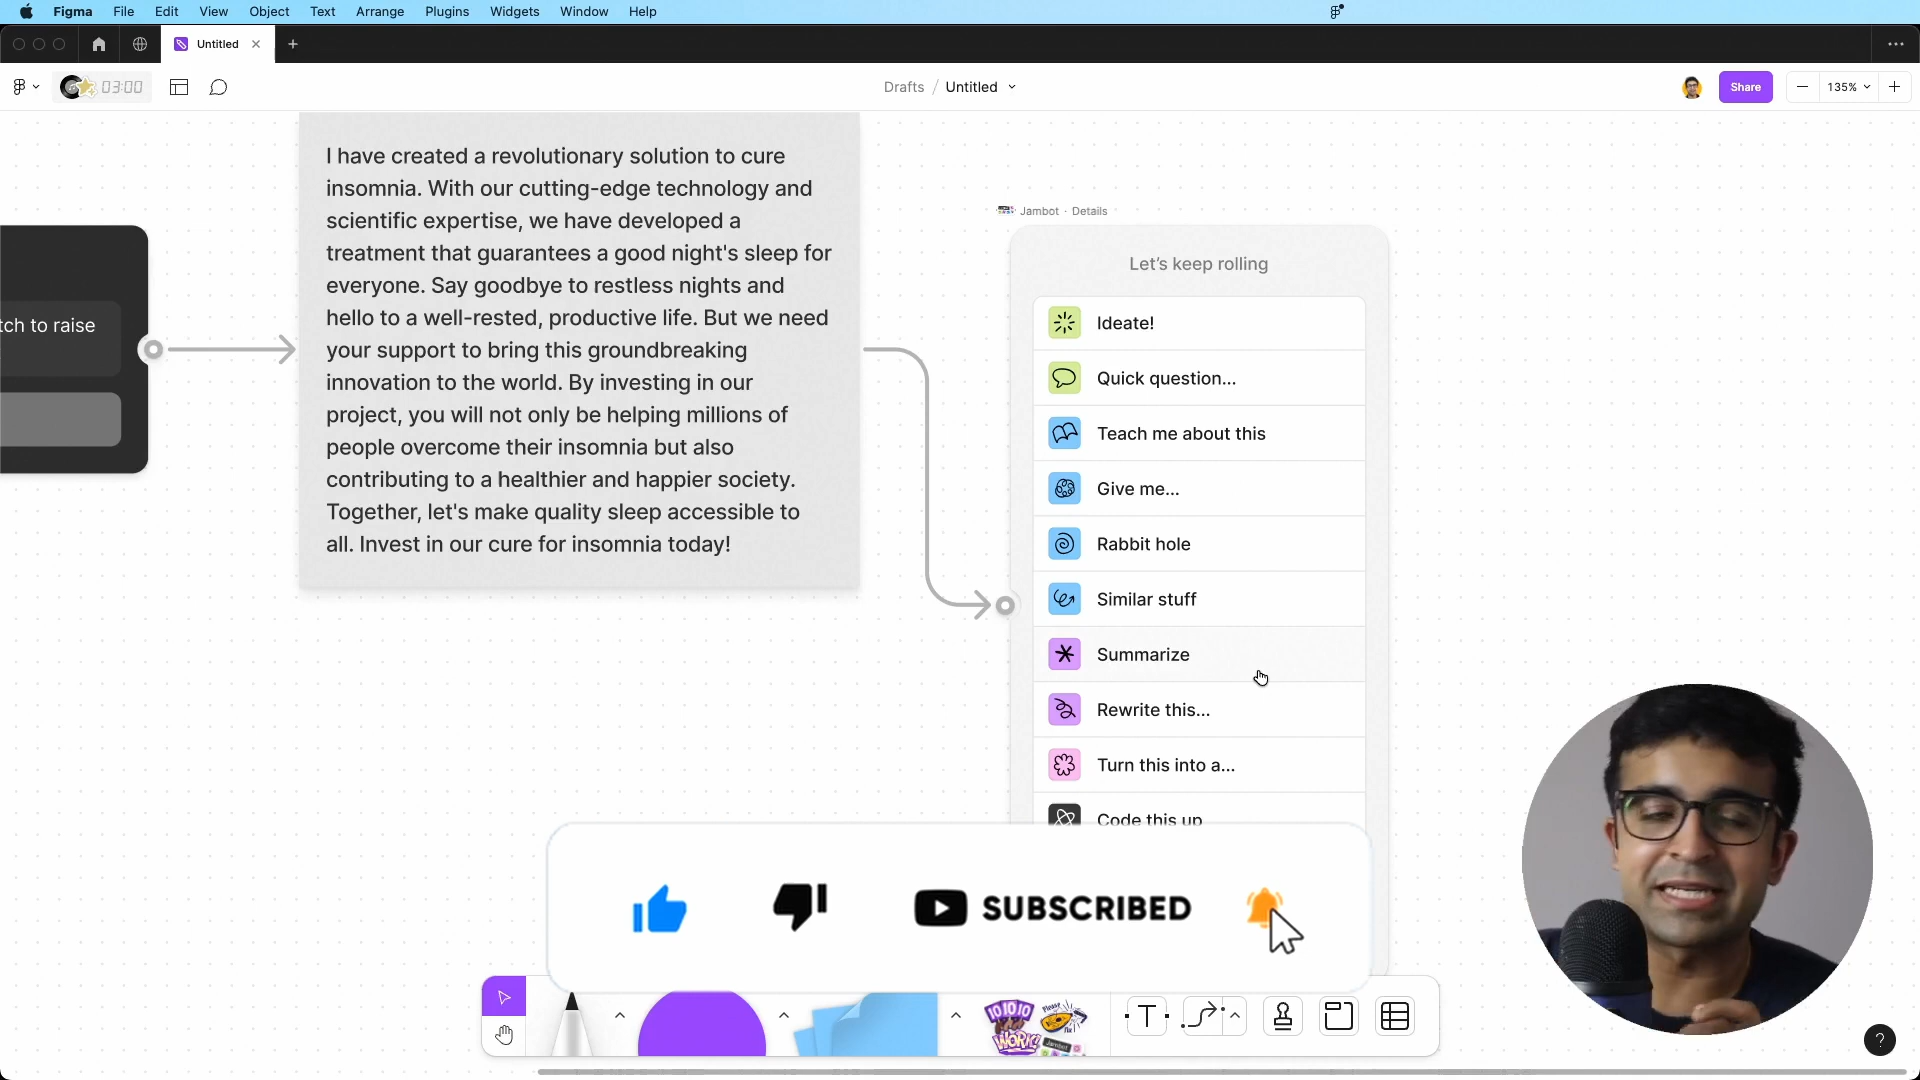 Figma File Edit View Object Text Arrange Plugins Widgets Window Help
Untitled
03:00
Drafts / Untitled
Share
135%
I have created a revolutionary solution to cure
insomnia. With our cutting-edge technology and
scientific expertise, we have developed a
treatment that guarantees a good night's sleep for
everyone. Say goodbye to restless nights and
hello to a well-rested, productive life. But we need
your support to bring this groundbreaking
innovation to the world. By investing in our
project, you will not only be helping millions of
people overcome their insomnia but also
contributing to a healthier and happier society.
Together, let's make quality sleep accessible to
all. Invest in our cure for insomnia today!
tch to raise
Jambot · Details
Let's keep rolling
Ideate!
Quick question...
Teach me about this
Give me...
Rabbit hole
Similar stuff
Summarize
Rewrite this...
Turn this into a...
Code this up
SUBSCRIBED
10 10 10
WORK!
Please
Jambot
T
?